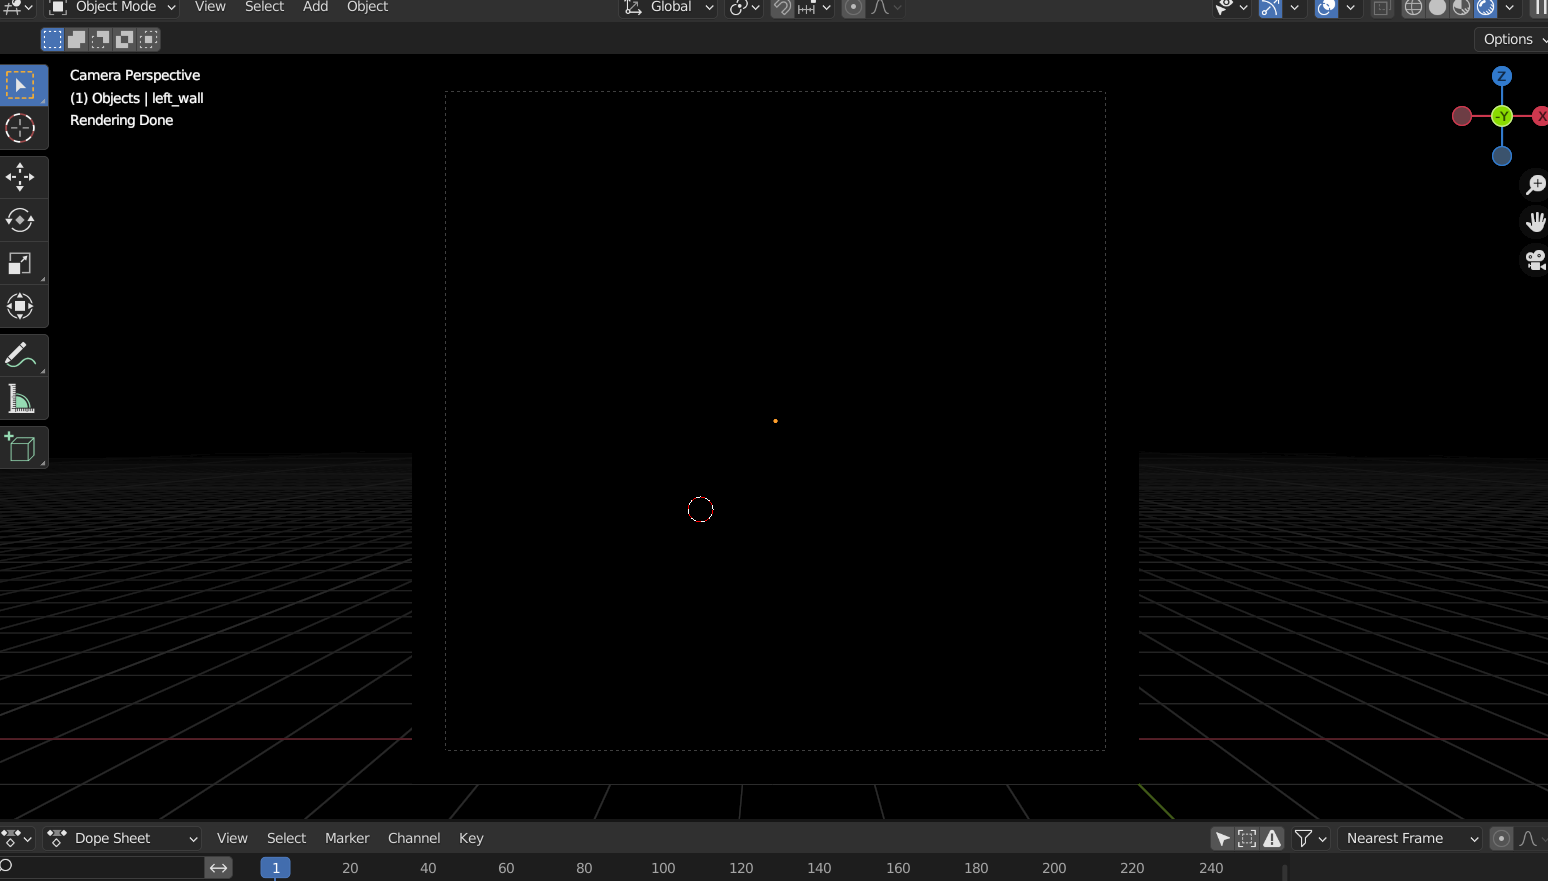 Object Mode View Select Add Object Global
Options
Camera Perspective
(1) Objects | left_wall
Rendering Done
Z
-Y X
Dope Sheet View Select Marker Channel Key Nearest Frame
1 20 40 60 80 100 120 140 160 180 200 220 240